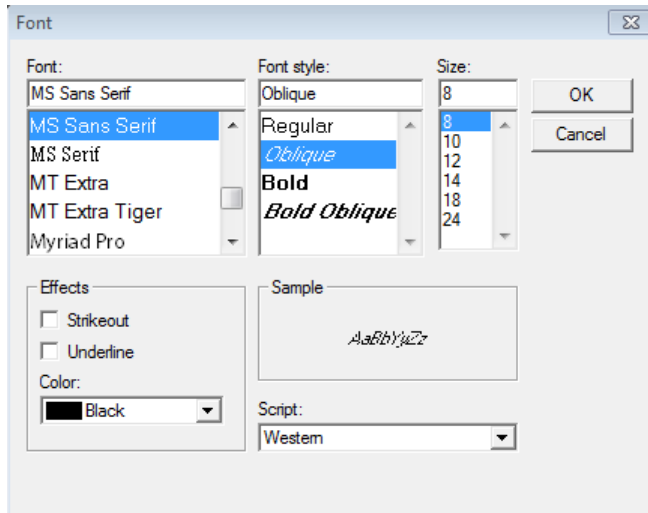 Font
Font:
MS Sans Serif
MS Sans Serif
MS Serif
MT Extra
MT Extra Tiger
Myriad Pro
Font style:
Oblique
Regular
Oblique
Bold
Bold Oblique
Size:
8
8
10
12
14
18
24
OK
Cancel
Effects
Strikeout
Underline
Color:
Black
Sample
AaBbYyZz
Script:
Western